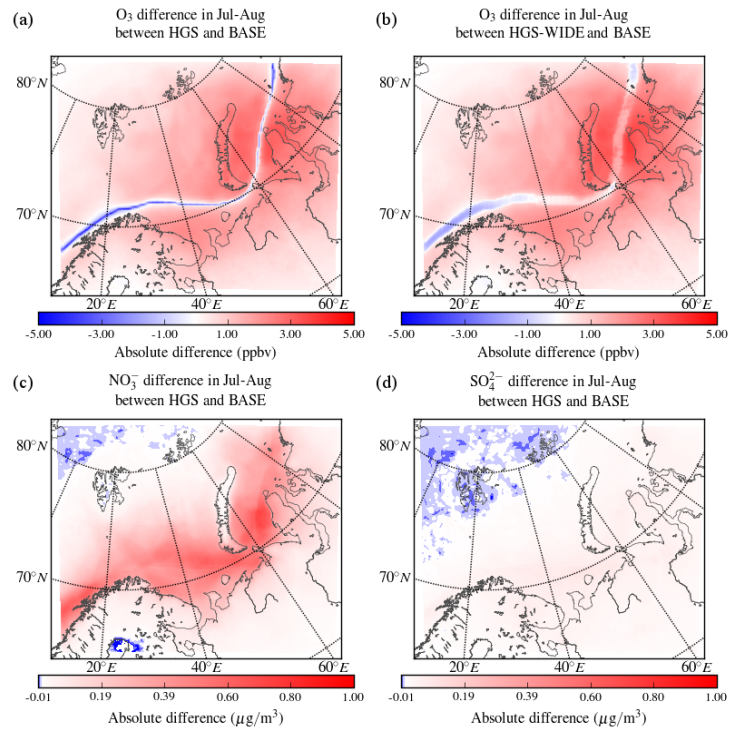 (a)
O₃ difference in Jul-Aug
between HGS and BASE
80°N
70°N
20°E
40°E
60°E
-5.00 -3.00 -1.00 1.00 3.00 5.00
Absolute difference (ppbv)
(b)
O₃ difference in Jul-Aug
between HGS-WIDE and BASE
80°N
70°N
20°E
40°E
60°E
-5.00 -3.00 -1.00 1.00 3.00 5.00
Absolute difference (ppbv)
(c)
NO₃⁻ difference in Jul-Aug
between HGS and BASE
80°N
70°N
20°E
40°E
60°E
-0.01 0.19 0.39 0.60 0.80 1.00
Absolute difference (μg/m³)
(d)
SO₄²⁻ difference in Jul-Aug
between HGS and BASE
80°N
70°N
20°E
40°E
60°E
-0.01 0.19 0.39 0.60 0.80 1.00
Absolute difference (μg/m³)